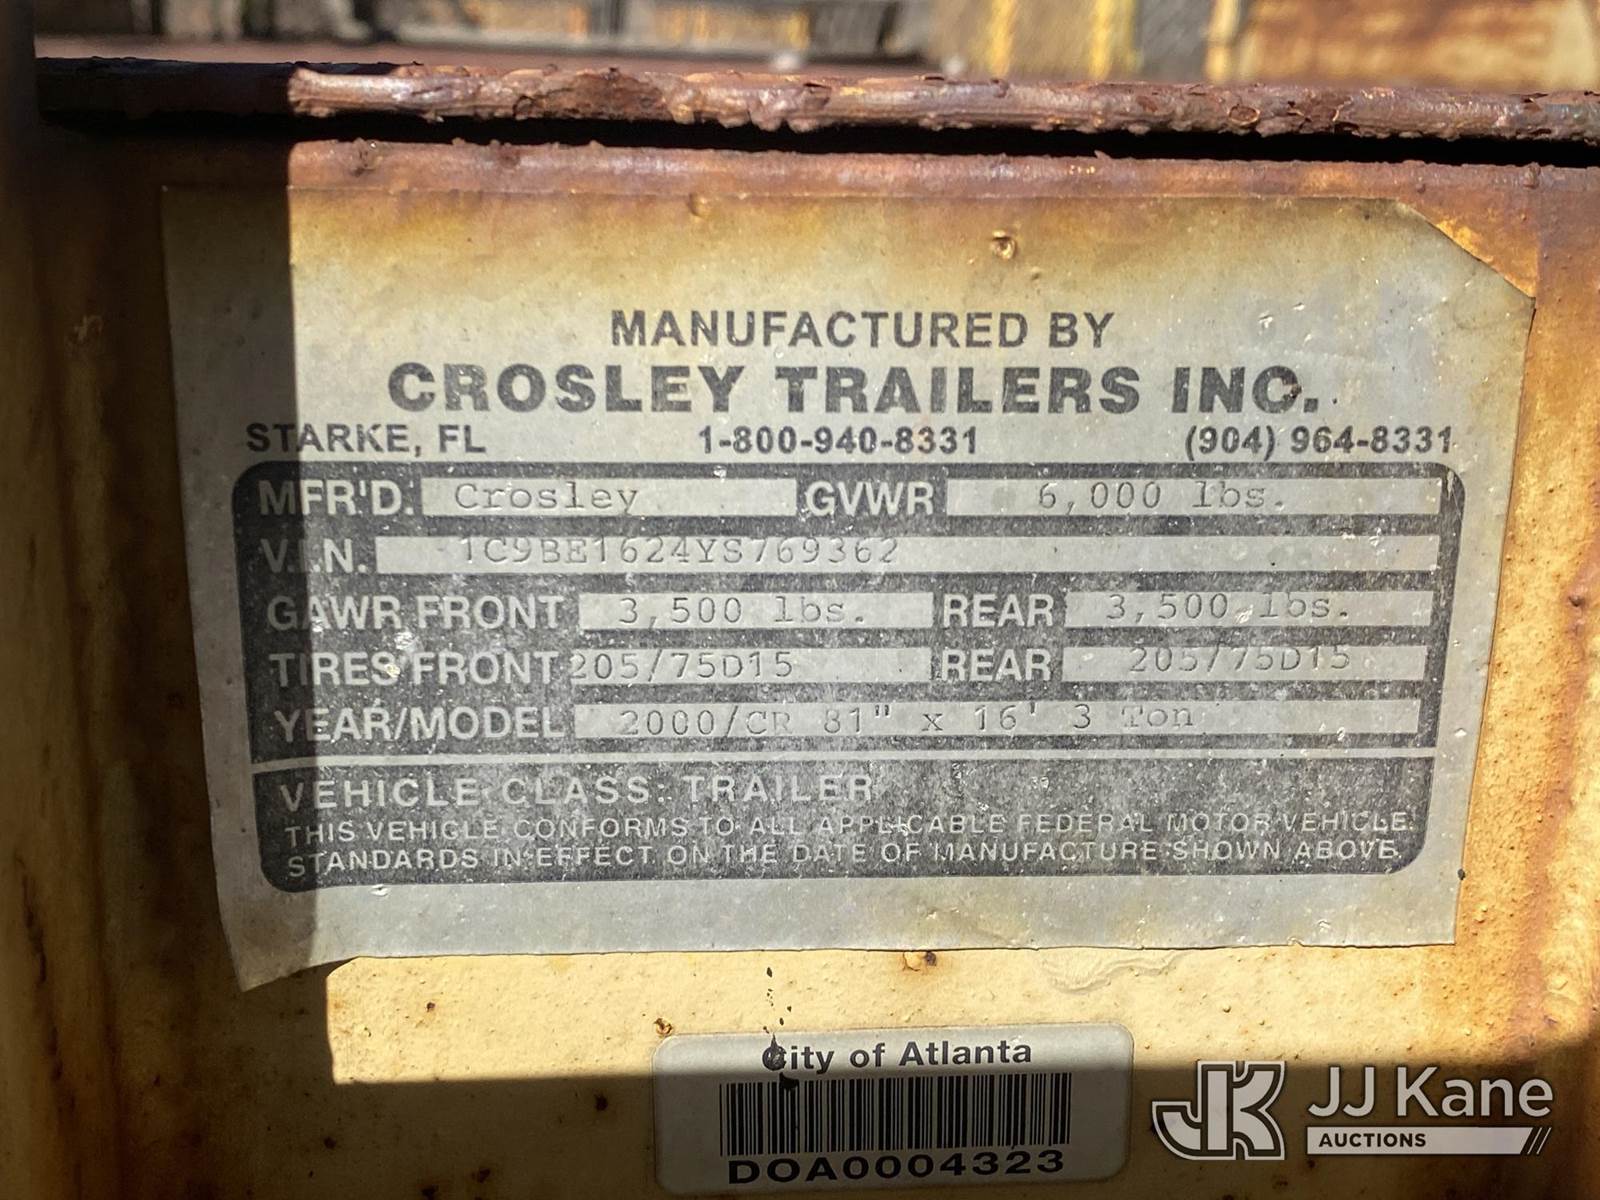 MANUFACTURED BY
CROSLEY TRAILERS INC.
STARKE, FL 1-800-940-8331 (904) 964-8331
MFR'D. Crosley GVWR 6,000 lbs.
V.I.N. 1C9BE1624YS769362
GAWR FRONT 3,500 lbs. REAR 3,500 lbs.
TIRES FRONT 205/75D15 REAR 205/75D15
YEAR/MODEL 2000/CR 81" x 16' 3 Ton
VEHICLE CLASS: TRAILER
THIS VEHICLE CONFORMS TO ALL APPLICABLE FEDERAL MOTOR VEHICLE
STANDARDS IN EFFECT ON THE DATE OF MANUFACTURE SHOWN ABOVE.
City of Atlanta
DOA0004323
JK JJ Kane
AUCTIONS